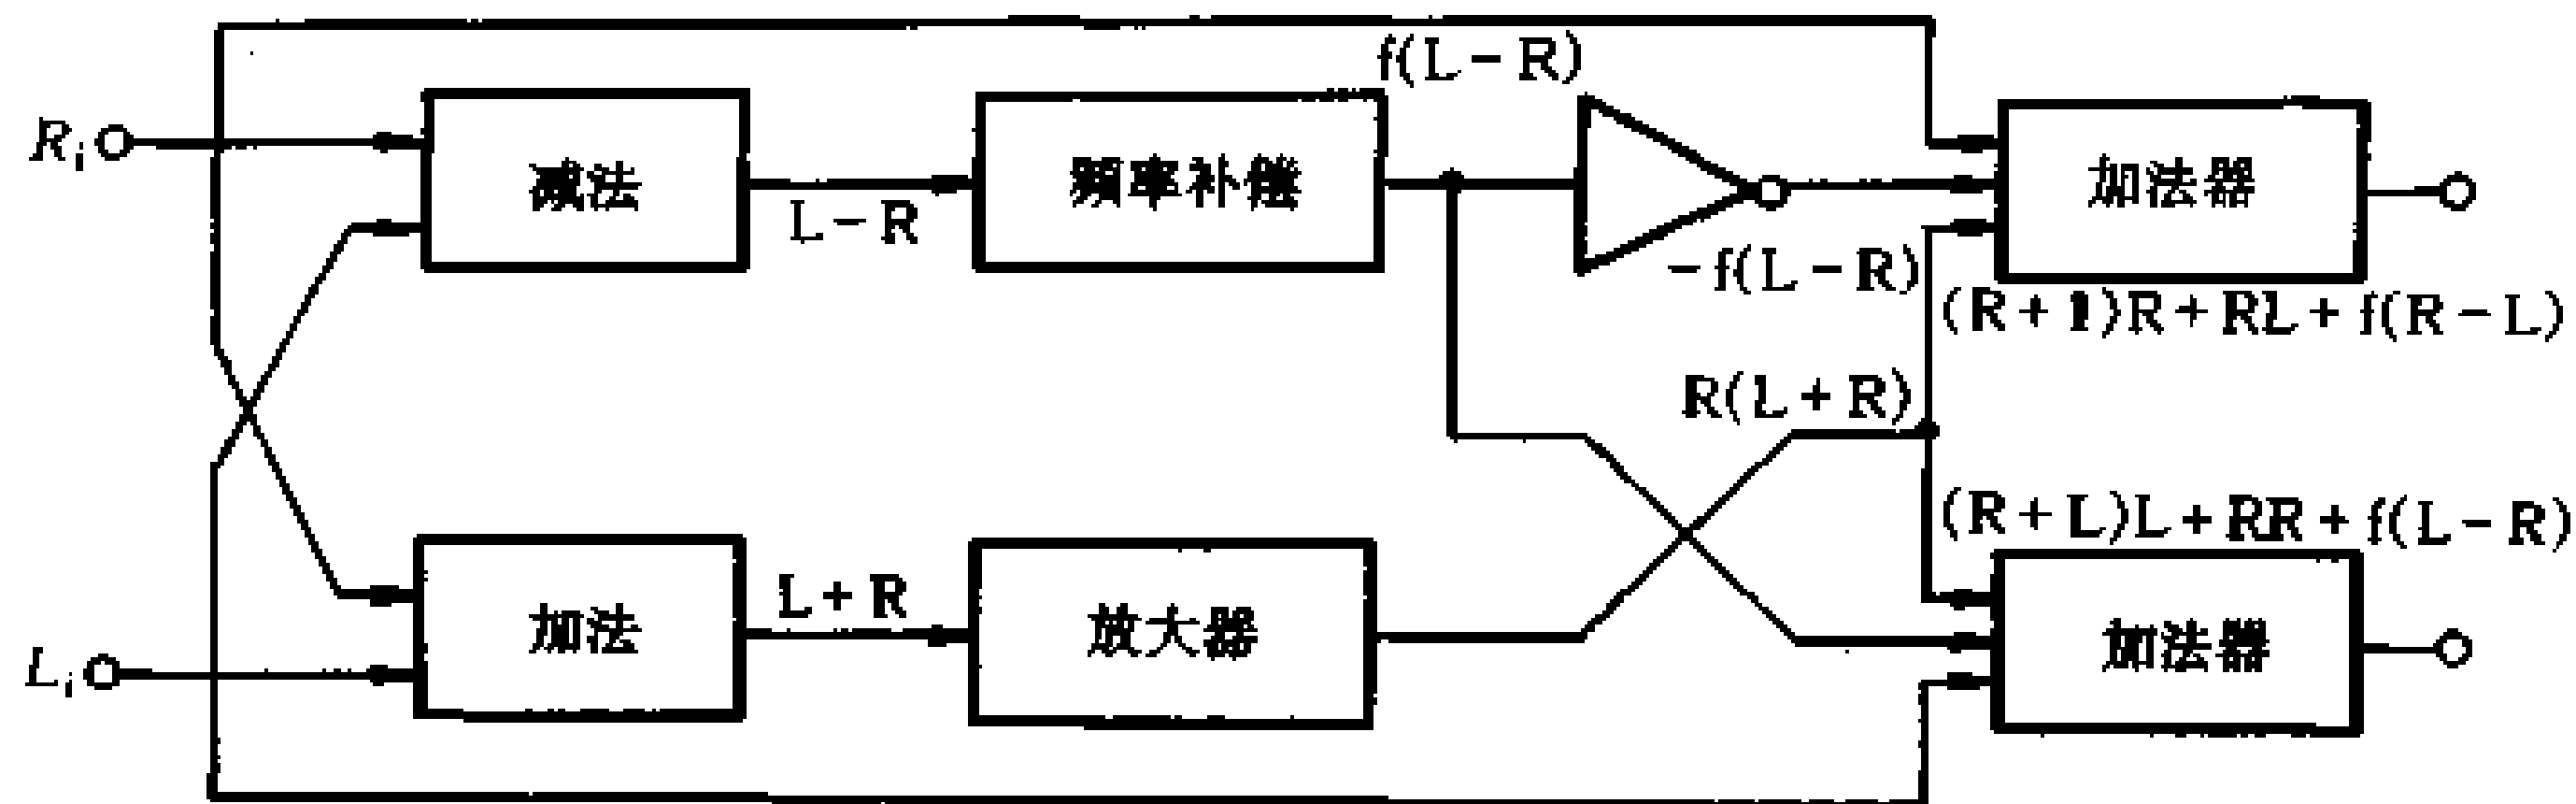 f(L-R)
Ri
减法
L-R
频率补偿
-f(L-R)
加法器
(R+1)R+RL+f(R-L)
R(L+R)
(R+L)L+RR+f(L-R)
Li
加法
L+R
放大器
加法器